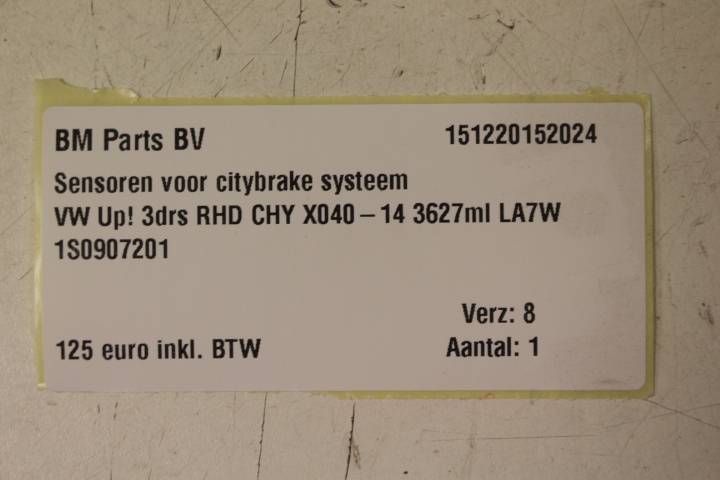 BM Parts BV 151220152024
Sensoren voor citybrake systeem
VW Up! 3drs RHD CHY X040-14 3627ml LA7W
1S0907201
Verz: 8
125 euro inkl. BTW Aantal: 1